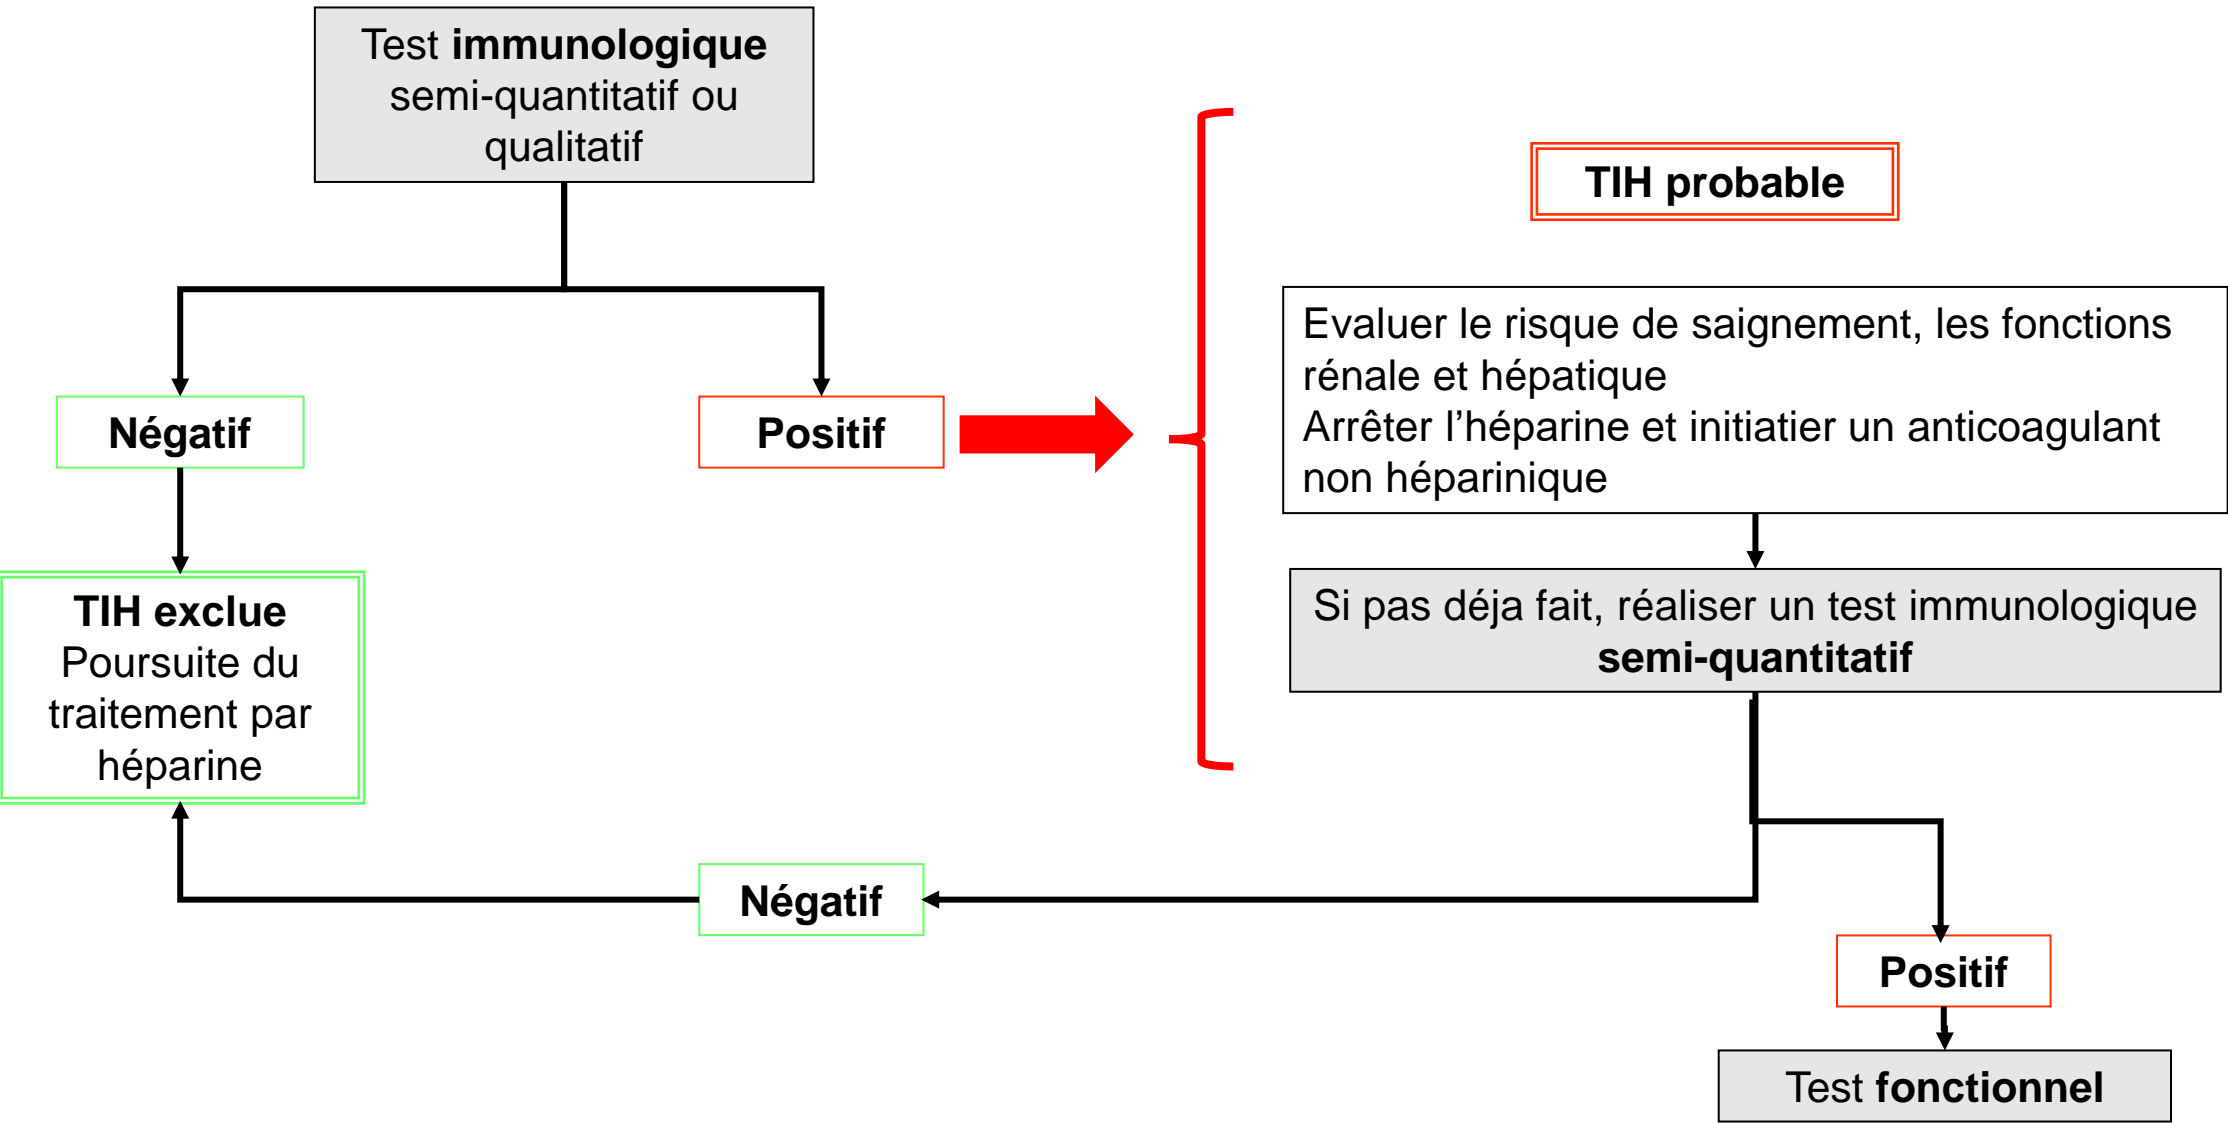 Test immunologique
semi-quantitatif ou
qualitatif
TIH probable
Evaluer le risque de saignement, les fonctions
rénale et hépatique
Arrêter l’héparine et initiatier un anticoagulant
non héparinique
Négatif
Positif
TIH exclue
Poursuite du
traitement par
héparine
Si pas déja fait, réaliser un test immunologique
semi-quantitatif
Négatif
Positif
Test fonctionnel